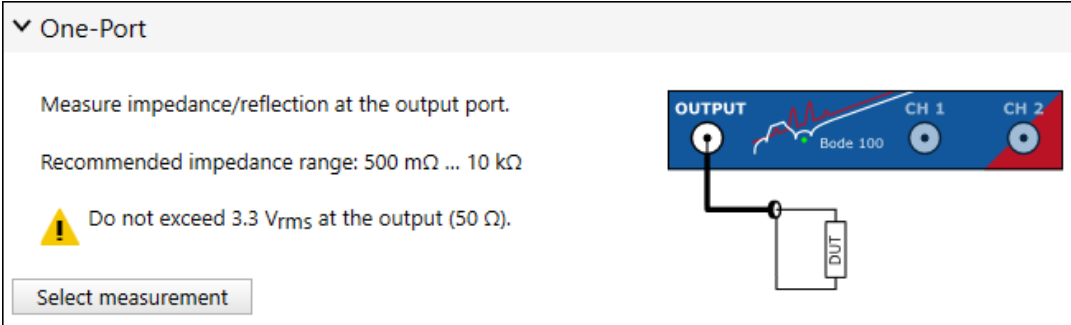 One-Port
Measure impedance/reflection at the output port.
Recommended impedance range: 500 mΩ ... 10 kΩ
Do not exceed 3.3 Vrms at the output (50 Ω).
Select measurement
OUTPUT
CH 1
CH 2
Bode 100
DUT